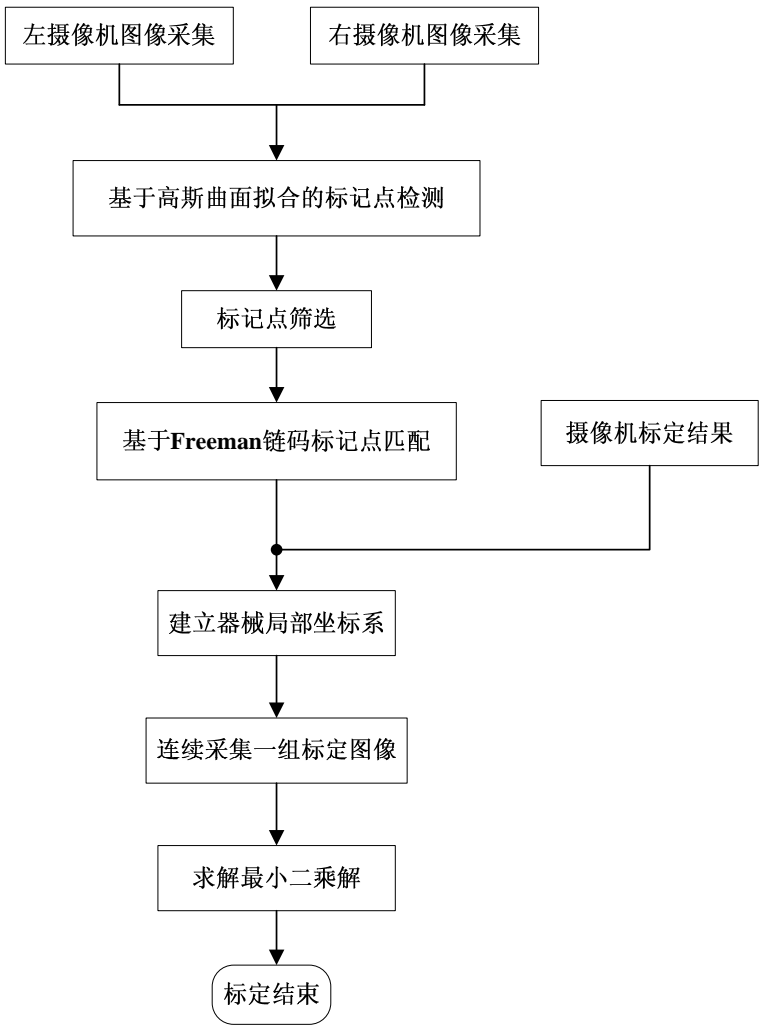 左摄像机图像采集
右摄像机图像采集
基于高斯曲面拟合的标记点检测
标记点筛选
基于Freeman链码标记点匹配
摄像机标定结果
建立器械局部坐标系
连续采集一组标定图像
求解最小二乘解
标定结束